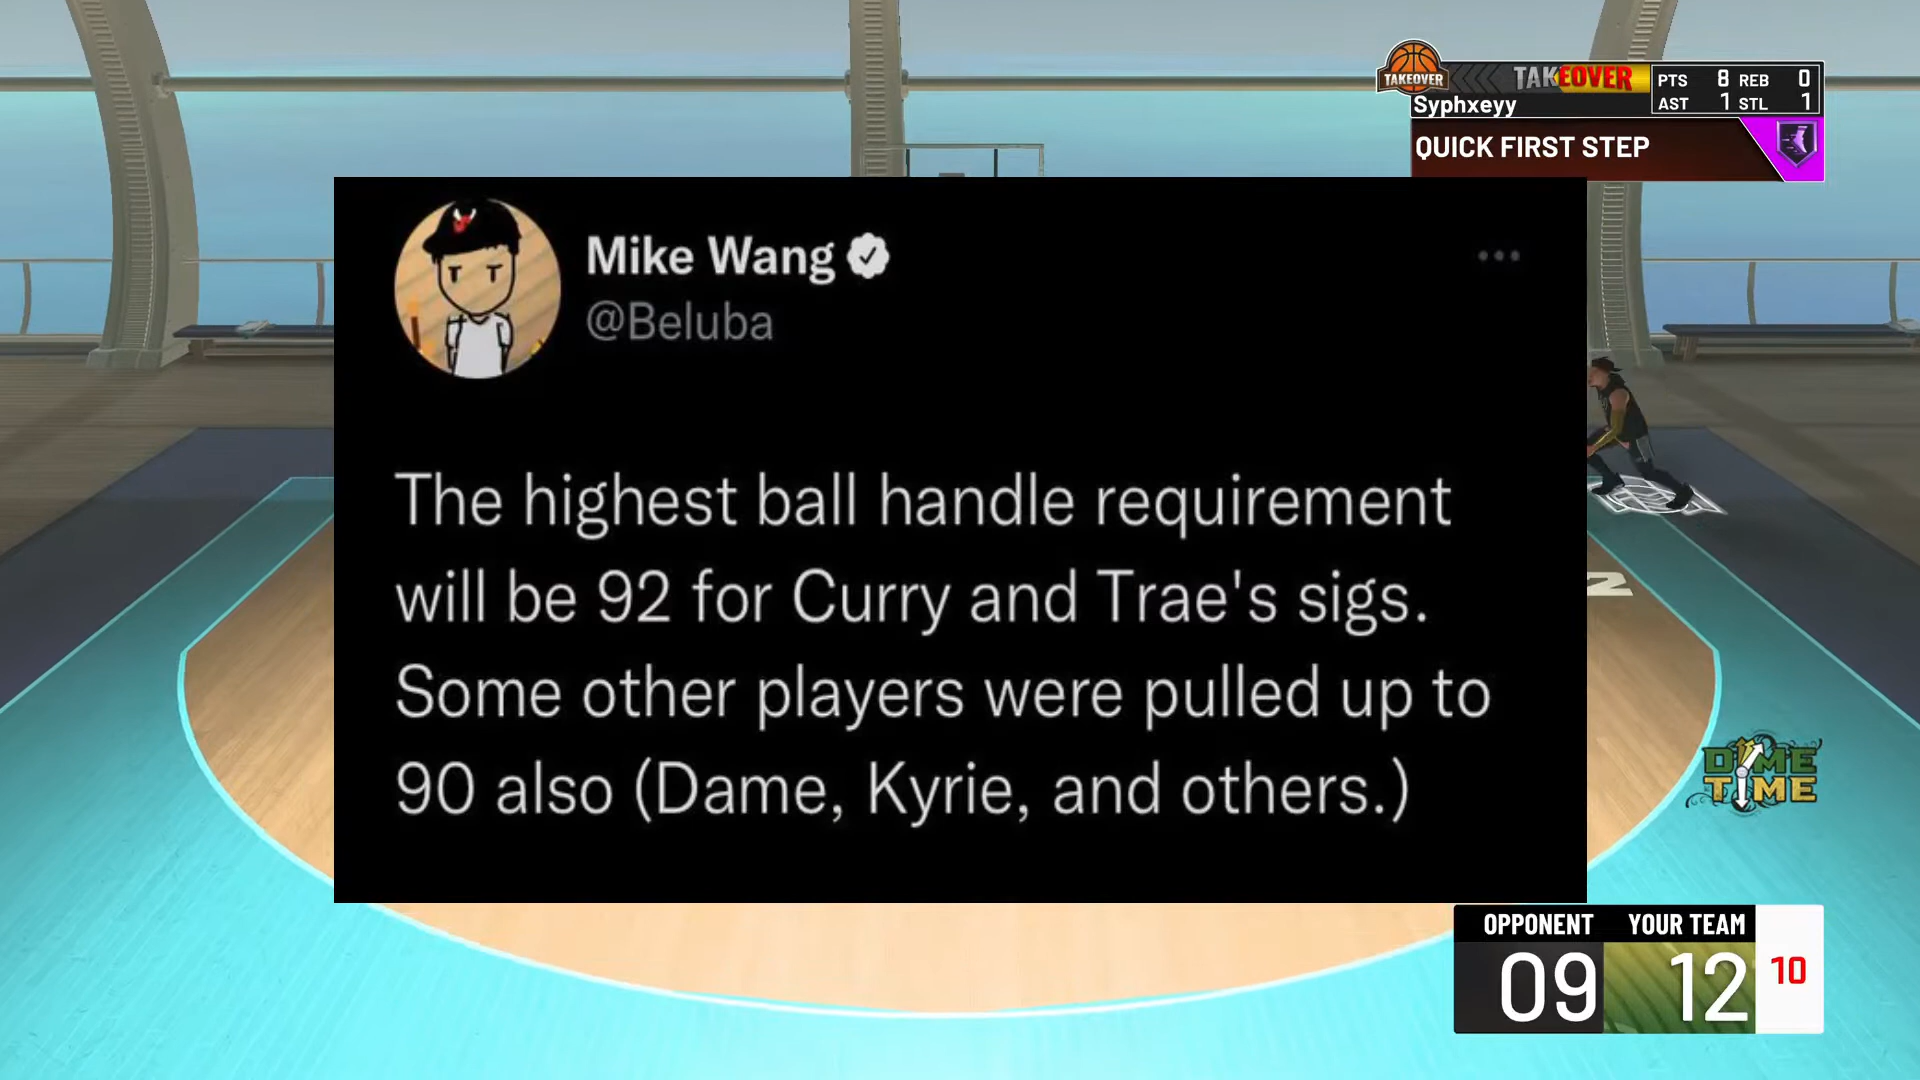 TAKEOVER
TAKEOVER
PTS 8 REB 0
Syphxeyy
AST 1 STL 1
QUICK FIRST STEP
Mike Wang
@Beluba
The highest ball handle requirement
will be 92 for Curry and Trae's sigs.
Some other players were pulled up to
90 also (Dame, Kyrie, and others.)
2
DIME
TIME
OPPONENT YOUR TEAM
09 12 10